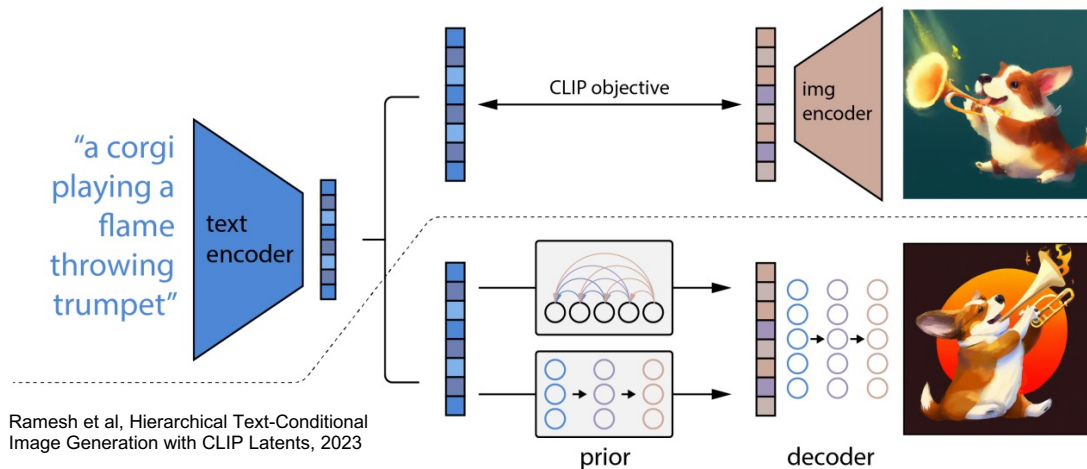 “a corgi
playing a
flame
throwing
trumpet”
text
encoder
CLIP objective
img
encoder
prior
decoder
Ramesh et al, Hierarchical Text-Conditional
Image Generation with CLIP Latents, 2023